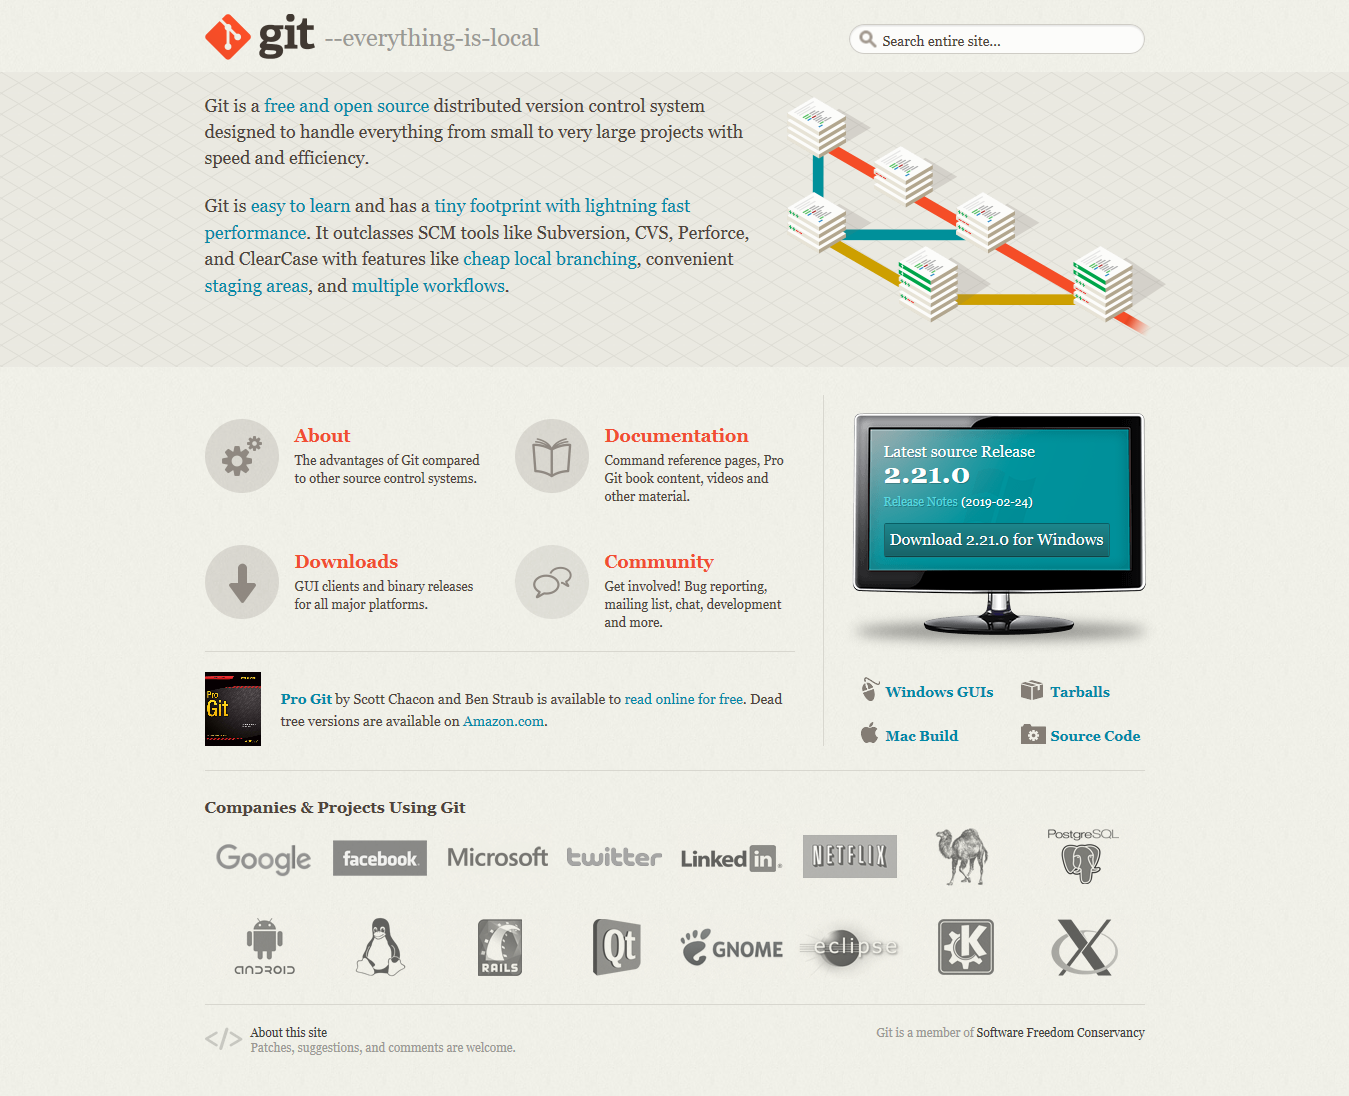 git --everything-is-local
Search entire site...
Git is a free and open source distributed version control system
designed to handle everything from small to very large projects with
speed and efficiency.
Git is easy to learn and has a tiny footprint with lightning fast
performance. It outclasses SCM tools like Subversion, CVS, Perforce,
and ClearCase with features like cheap local branching, convenient
staging areas, and multiple workflows.
About
The advantages of Git compared
to other source control systems.
Documentation
Command reference pages, Pro
Git book content, videos and
other material.
Downloads
GUI clients and binary releases
for all major platforms.
Community
Get involved! Bug reporting,
mailing list, chat, development
and more.
Latest source Release
2.21.0
Release Notes (2019-02-24)
Download 2.21.0 for Windows
Pro
Git
Pro Git by Scott Chacon and Ben Straub is available to read online for free. Dead
tree versions are available on Amazon.com.
Windows GUIs
Tarballs
Mac Build
Source Code
Companies & Projects Using Git
Google facebook Microsoft twitter Linked in NETFLIX PostgreSQL
ANDROID RAILS Qt GNOME eclipse K X
</> About this site
Patches, suggestions, and comments are welcome.
Git is a member of Software Freedom Conservancy